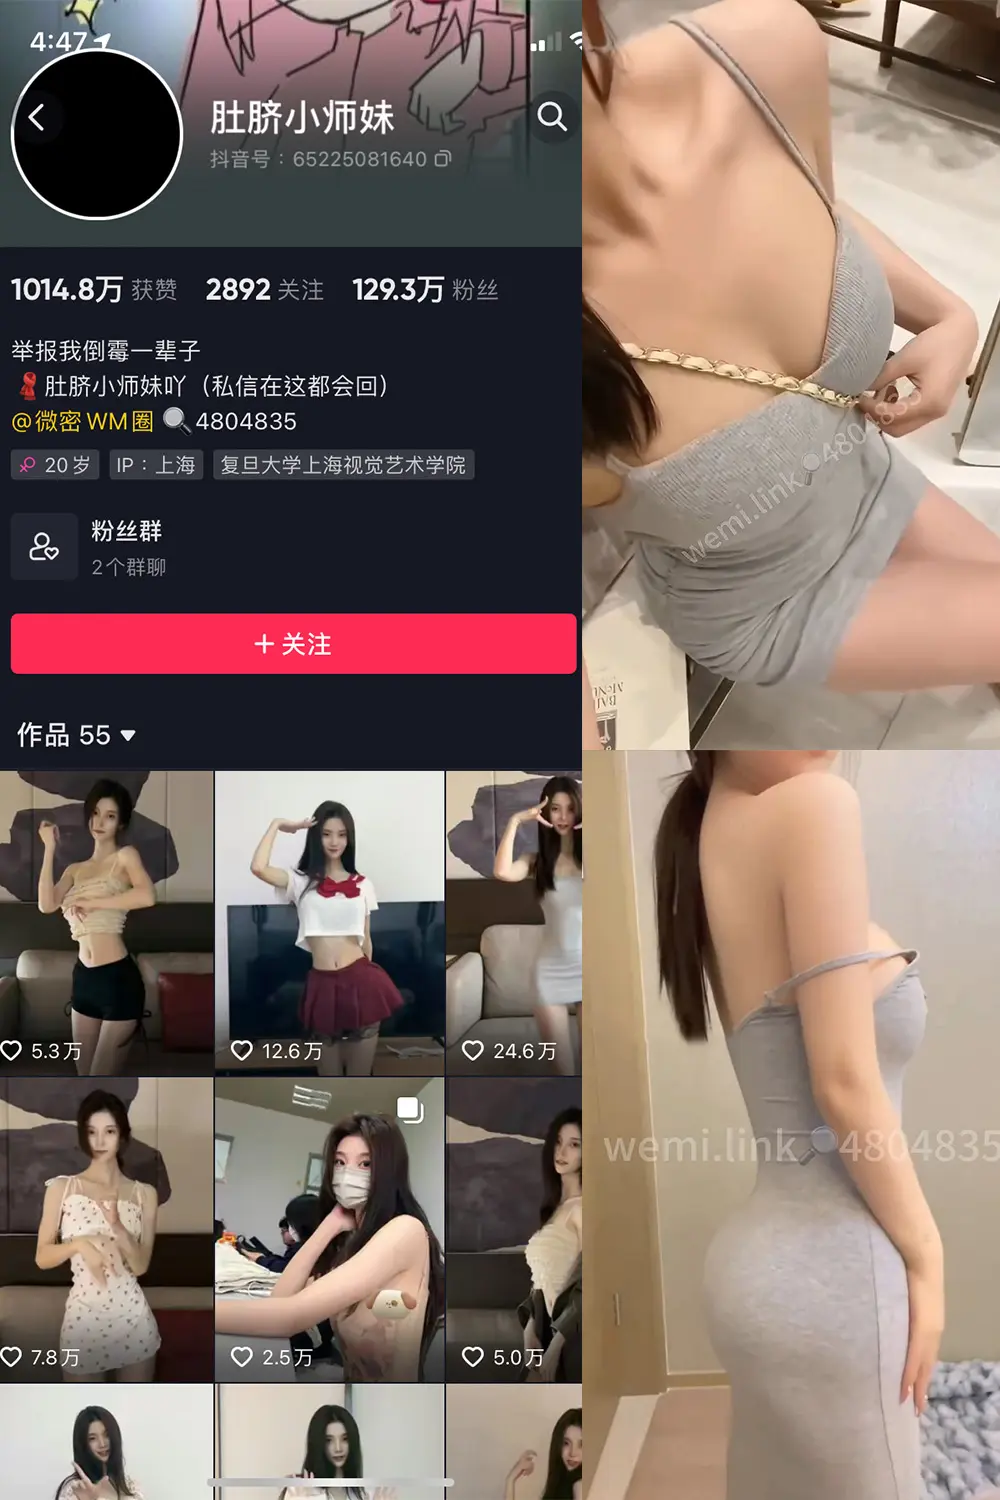 4:47
肚脐小师妹
抖音号：65225081640
1014.8万 获赞 2892 关注 129.3万 粉丝
举报我倒霉一辈子
肚脐小师妹吖（私信在这都会回）
@微密WM圈 4804835
20岁 IP：上海 复旦大学上海视觉艺术学院
粉丝群
2个群聊
+ 关注
作品 55
5.3万
12.6万
24.6万
7.8万
2.5万
5.0万
wemi.link 4804835
wemi.link 4804835